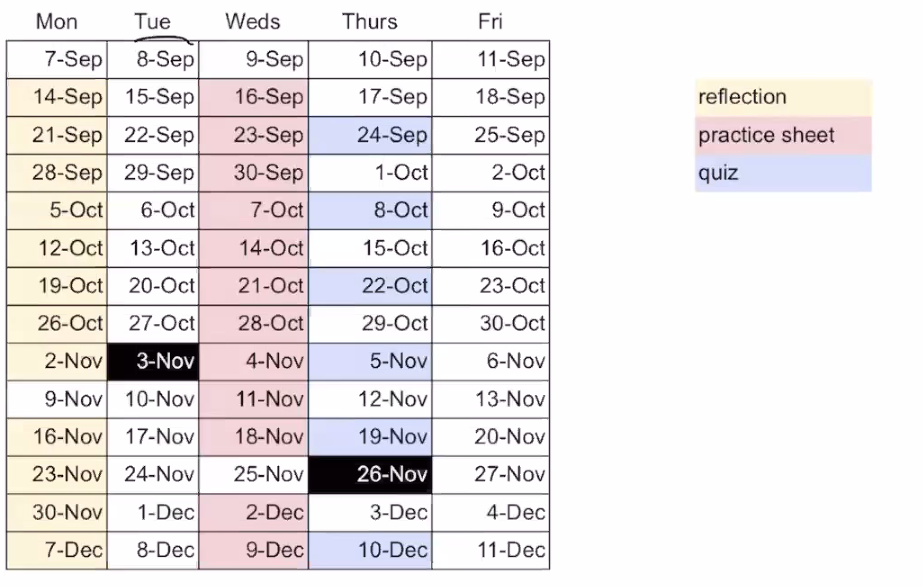 Mon Tue Weds Thurs Fri
7-Sep 8-Sep 9-Sep 10-Sep 11-Sep
14-Sep 15-Sep 16-Sep 17-Sep 18-Sep reflection
21-Sep 22-Sep 23-Sep 24-Sep 25-Sep practice sheet
28-Sep 29-Sep 30-Sep 1-Oct 2-Oct quiz
5-Oct 6-Oct 7-Oct 8-Oct 9-Oct
12-Oct 13-Oct 14-Oct 15-Oct 16-Oct
19-Oct 20-Oct 21-Oct 22-Oct 23-Oct
26-Oct 27-Oct 28-Oct 29-Oct 30-Oct
2-Nov 3-Nov 4-Nov 5-Nov 6-Nov
9-Nov 10-Nov 11-Nov 12-Nov 13-Nov
16-Nov 17-Nov 18-Nov 19-Nov 20-Nov
23-Nov 24-Nov 25-Nov 26-Nov 27-Nov
30-Nov 1-Dec 2-Dec 3-Dec 4-Dec
7-Dec 8-Dec 9-Dec 10-Dec 11-Dec